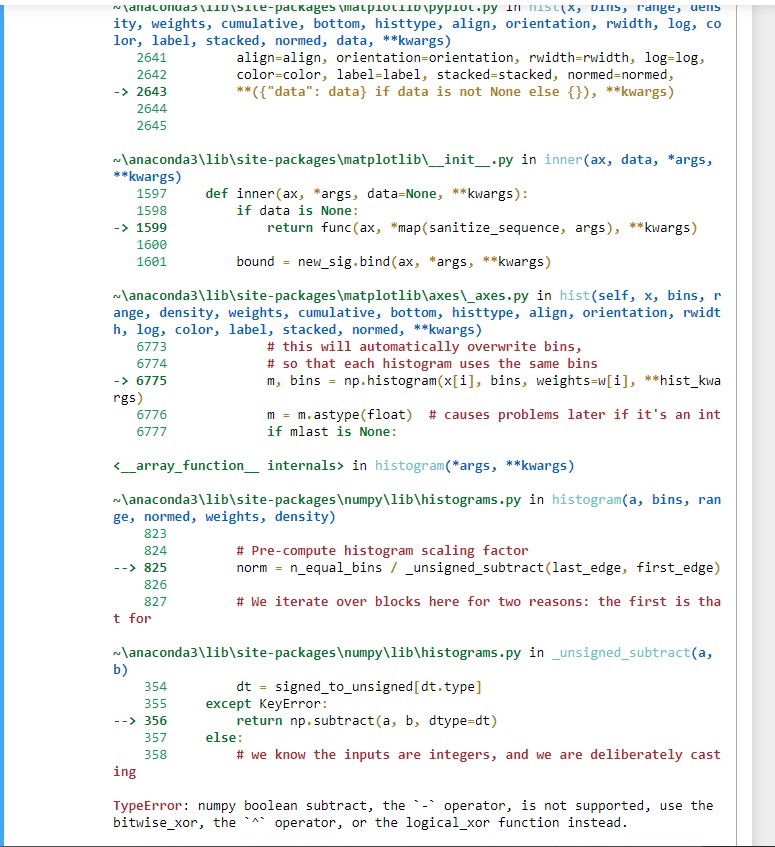 ~\anaconda3\lib\site-packages\matplotlib\pyplot.py in hist(x, bins, range, dens
ity, weights, cumulative, bottom, histtype, align, orientation, rwidth, log, co
lor, label, stacked, normed, data, **kwargs)
2641 align=align, orientation=orientation, rwidth=rwidth, log=log,
2642 color=color, label=label, stacked=stacked, normed=normed,
-> 2643 **({"data": data} if data is not None else {}), **kwargs)
2644
2645
~\anaconda3\lib\site-packages\matplotlib\__init__.py in inner(ax, data, *args,
**kwargs)
1597 def inner(ax, *args, data=None, **kwargs):
1598 if data is None:
-> 1599 return func(ax, *map(sanitize_sequence, args), **kwargs)
1600
1601 bound = new_sig.bind(ax, *args, **kwargs)
~\anaconda3\lib\site-packages\matplotlib\axes\_axes.py in hist(self, x, bins, r
ange, density, weights, cumulative, bottom, histtype, align, orientation, rwidt
h, log, color, label, stacked, normed, **kwargs)
6773 # this will automatically overwrite bins,
6774 # so that each histogram uses the same bins
-> 6775 m, bins = np.histogram(x[i], bins, weights=w[i], **hist_kwa
rgs)
6776 m = m.astype(float) # causes problems later if it's an int
6777 if mlast is None:
<__array_function__ internals> in histogram(*args, **kwargs)
~\anaconda3\lib\site-packages\numpy\lib\histograms.py in histogram(a, bins, ran
ge, normed, weights, density)
823
824 # Pre-compute histogram scaling factor
--> 825 norm = n_equal_bins / _unsigned_subtract(last_edge, first_edge)
826
827 # We iterate over blocks here for two reasons: the first is tha
t for
~\anaconda3\lib\site-packages\numpy\lib\histograms.py in _unsigned_subtract(a,
b)
354 dt = signed_to_unsigned[dt.type]
355 except KeyError:
--> 356 return np.subtract(a, b, dtype=dt)
357 else:
358 # we know the inputs are integers, and we are deliberately cast
ing
TypeError: numpy boolean subtract, the `-` operator, is not supported, use the
bitwise_xor, the `^` operator, or the logical_xor function instead.